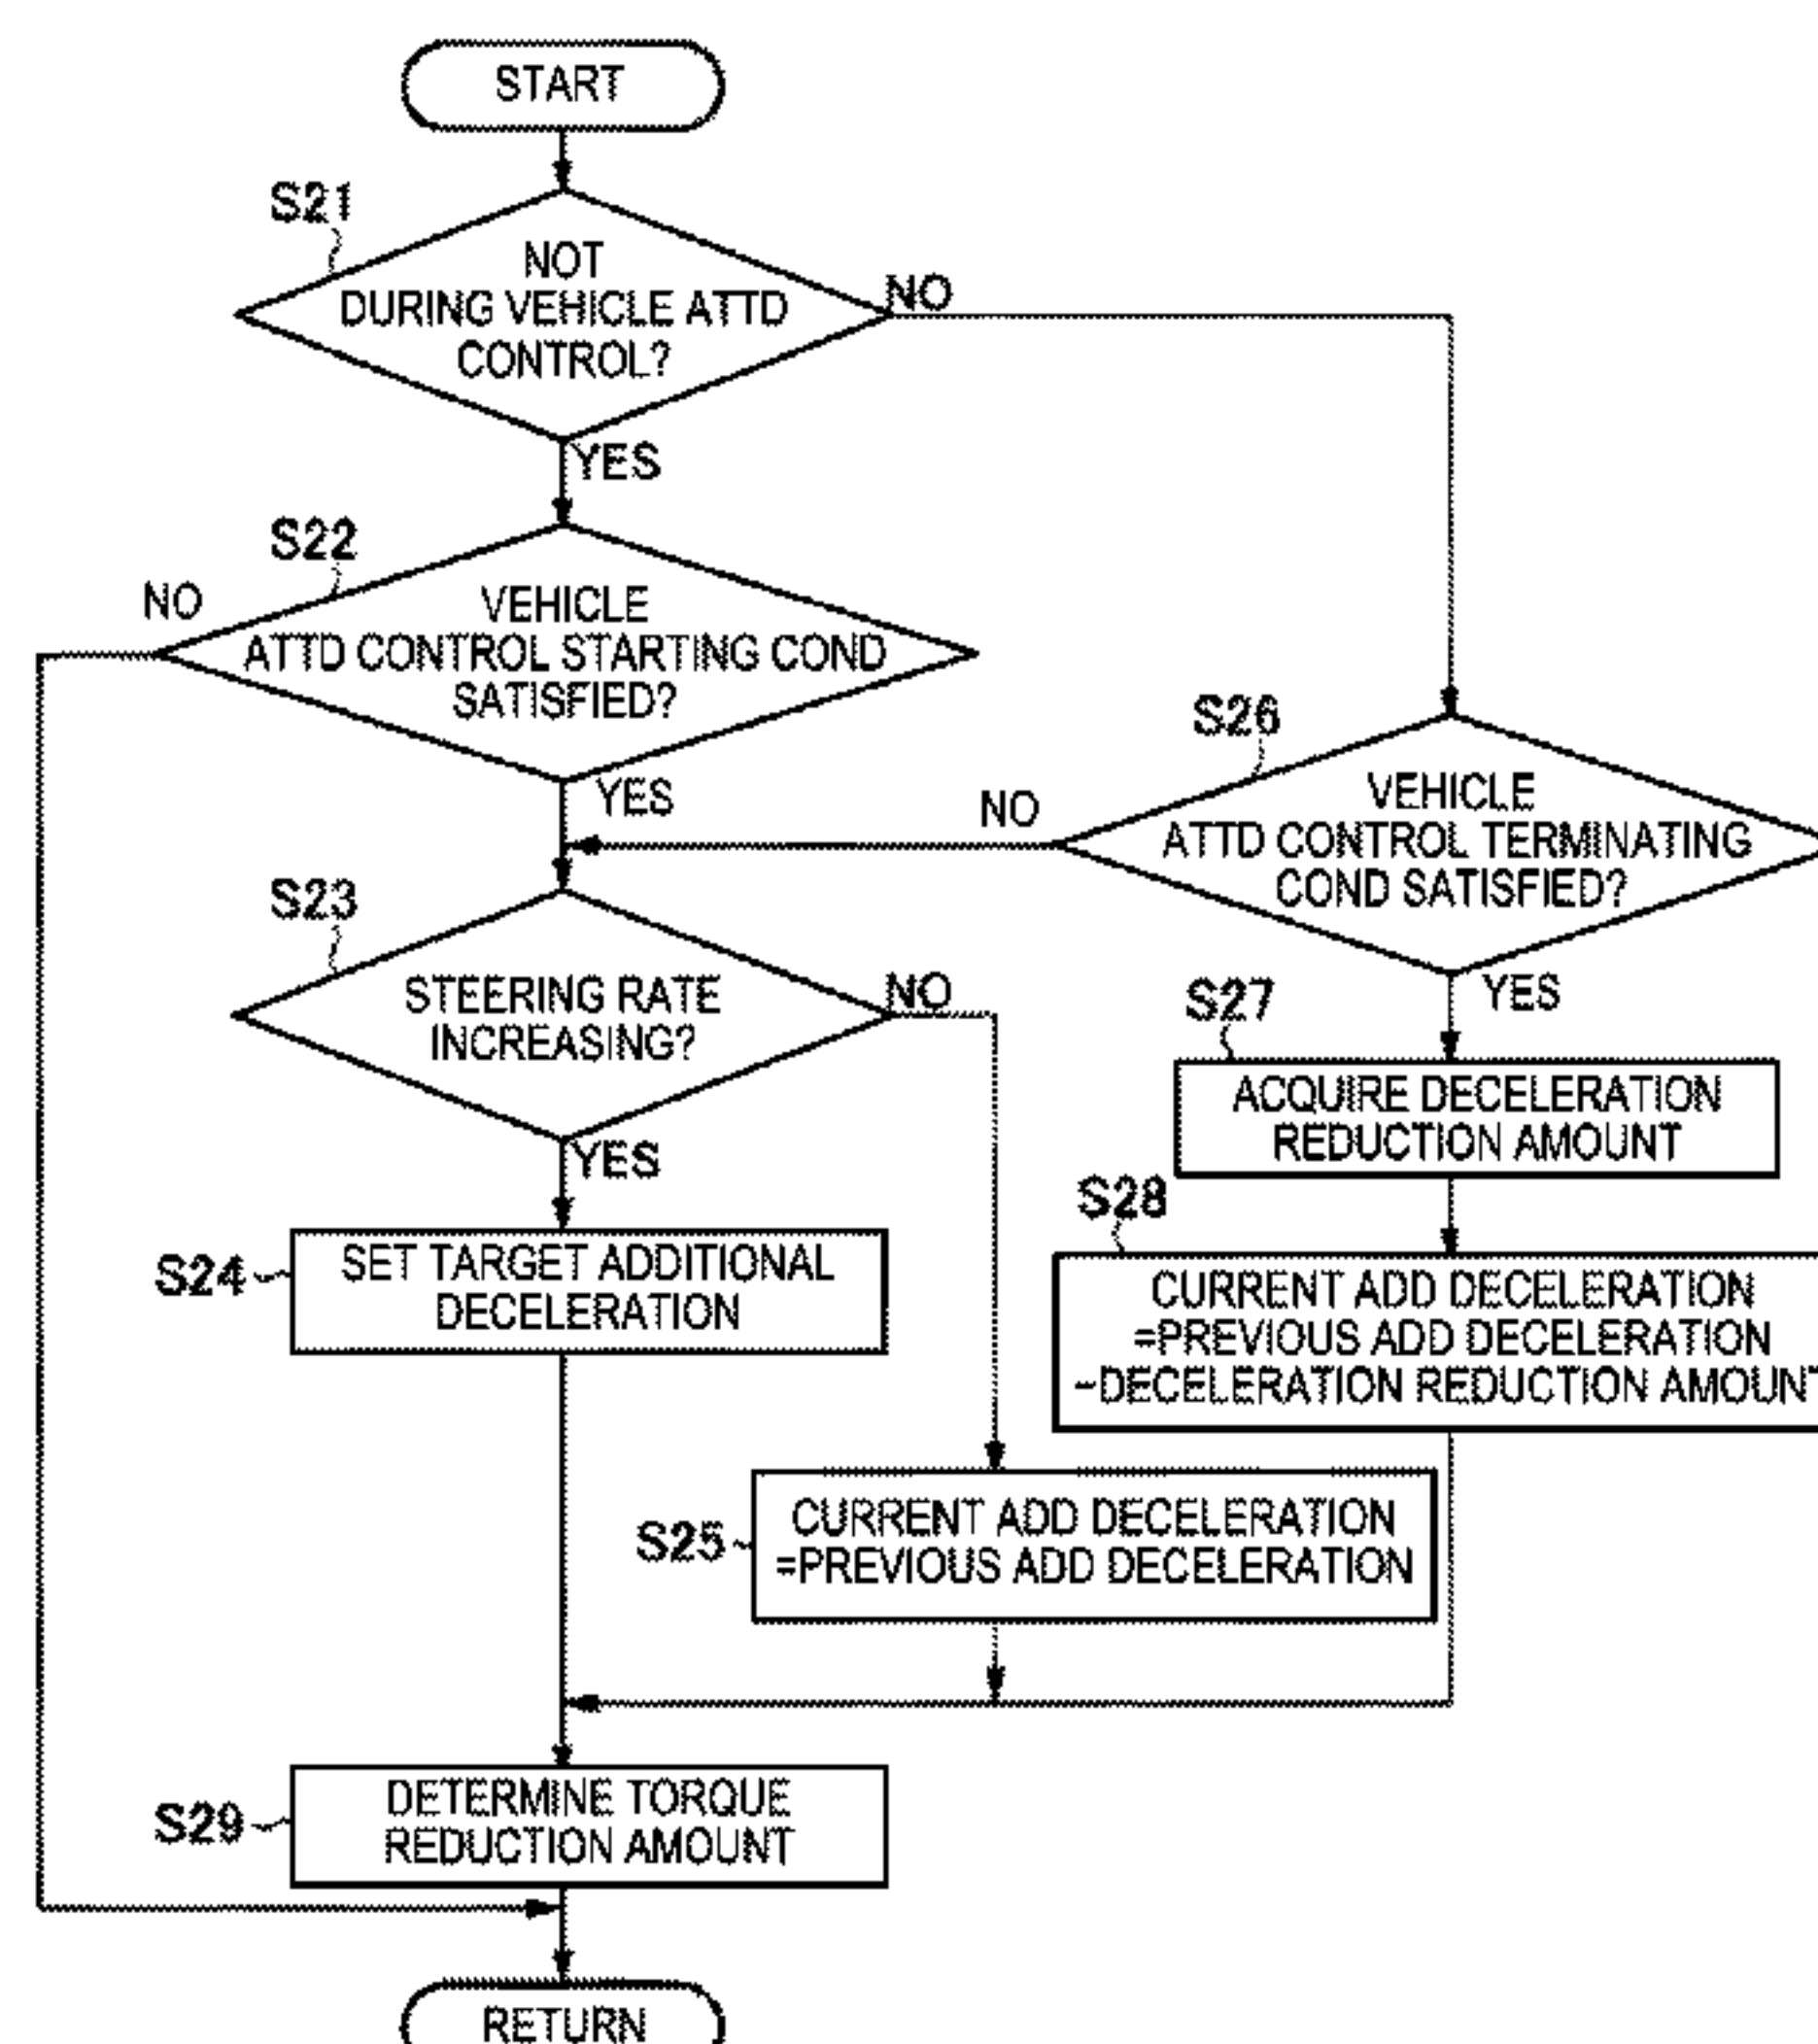 START
S21
NOT
DURING VEHICLE ATTD
CONTROL?
NO
YES
S22
NO
VEHICLE
ATTD CONTROL STARTING COND
SATISFIED?
YES
S26
NO
VEHICLE
ATTD CONTROL TERMINATING
COND SATISFIED?
YES
S23
STEERING RATE
INCREASING?
NO
YES
S27
ACQUIRE DECELERATION
REDUCTION AMOUNT
S28
CURRENT ADD DECELERATION
=PREVIOUS ADD DECELERATION
-DECELERATION REDUCTION AMOUNT
S24
SET TARGET ADDITIONAL
DECELERATION
S25
CURRENT ADD DECELERATION
=PREVIOUS ADD DECELERATION
S29
DETERMINE TORQUE
REDUCTION AMOUNT
RETURN